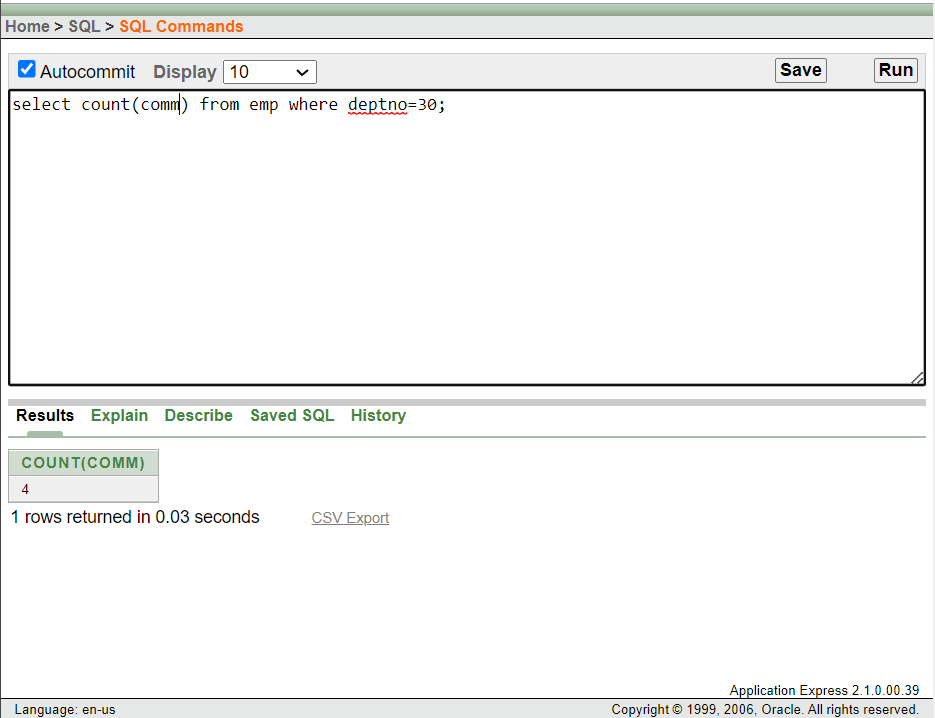 Home > SQL > SQL Commands
Autocommit Display 10 Save Run
select count(comm) from emp where deptno=30;
Results Explain Describe Saved SQL History
COUNT(COMM)
4
1 rows returned in 0.03 seconds CSV Export
Application Express 2.1.0.00.39
Language: en-us Copyright © 1999, 2006, Oracle. All rights reserved.